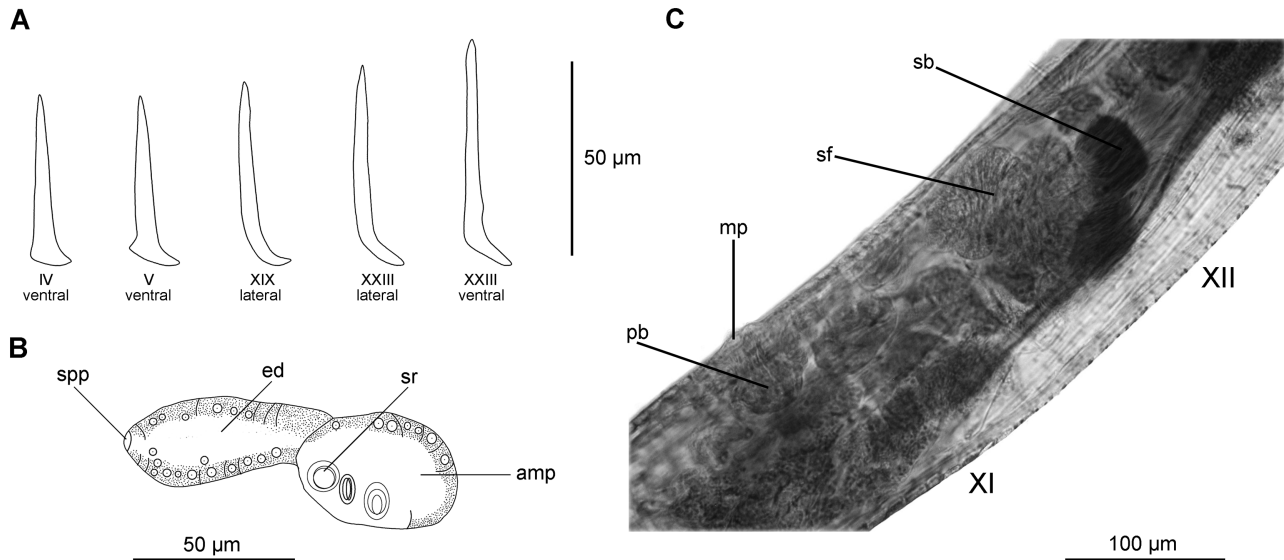 A
50 µm
IV
ventral
V
ventral
XIX
lateral
XXIII
lateral
XXIII
ventral
B
spp
ed
sr
amp
50 µm
C
sb
sf
mp
pb
XII
XI
100 µm